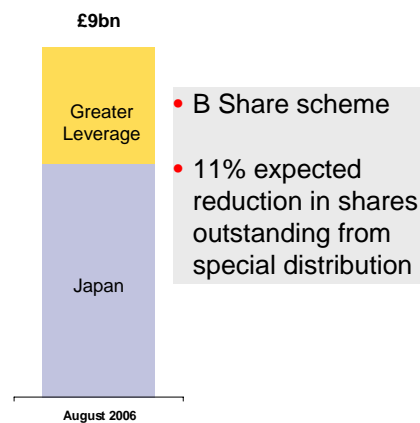 £9bn
Greater
Leverage
Japan
August 2006
• B Share scheme
• 11% expected
reduction in shares
outstanding from
special distribution